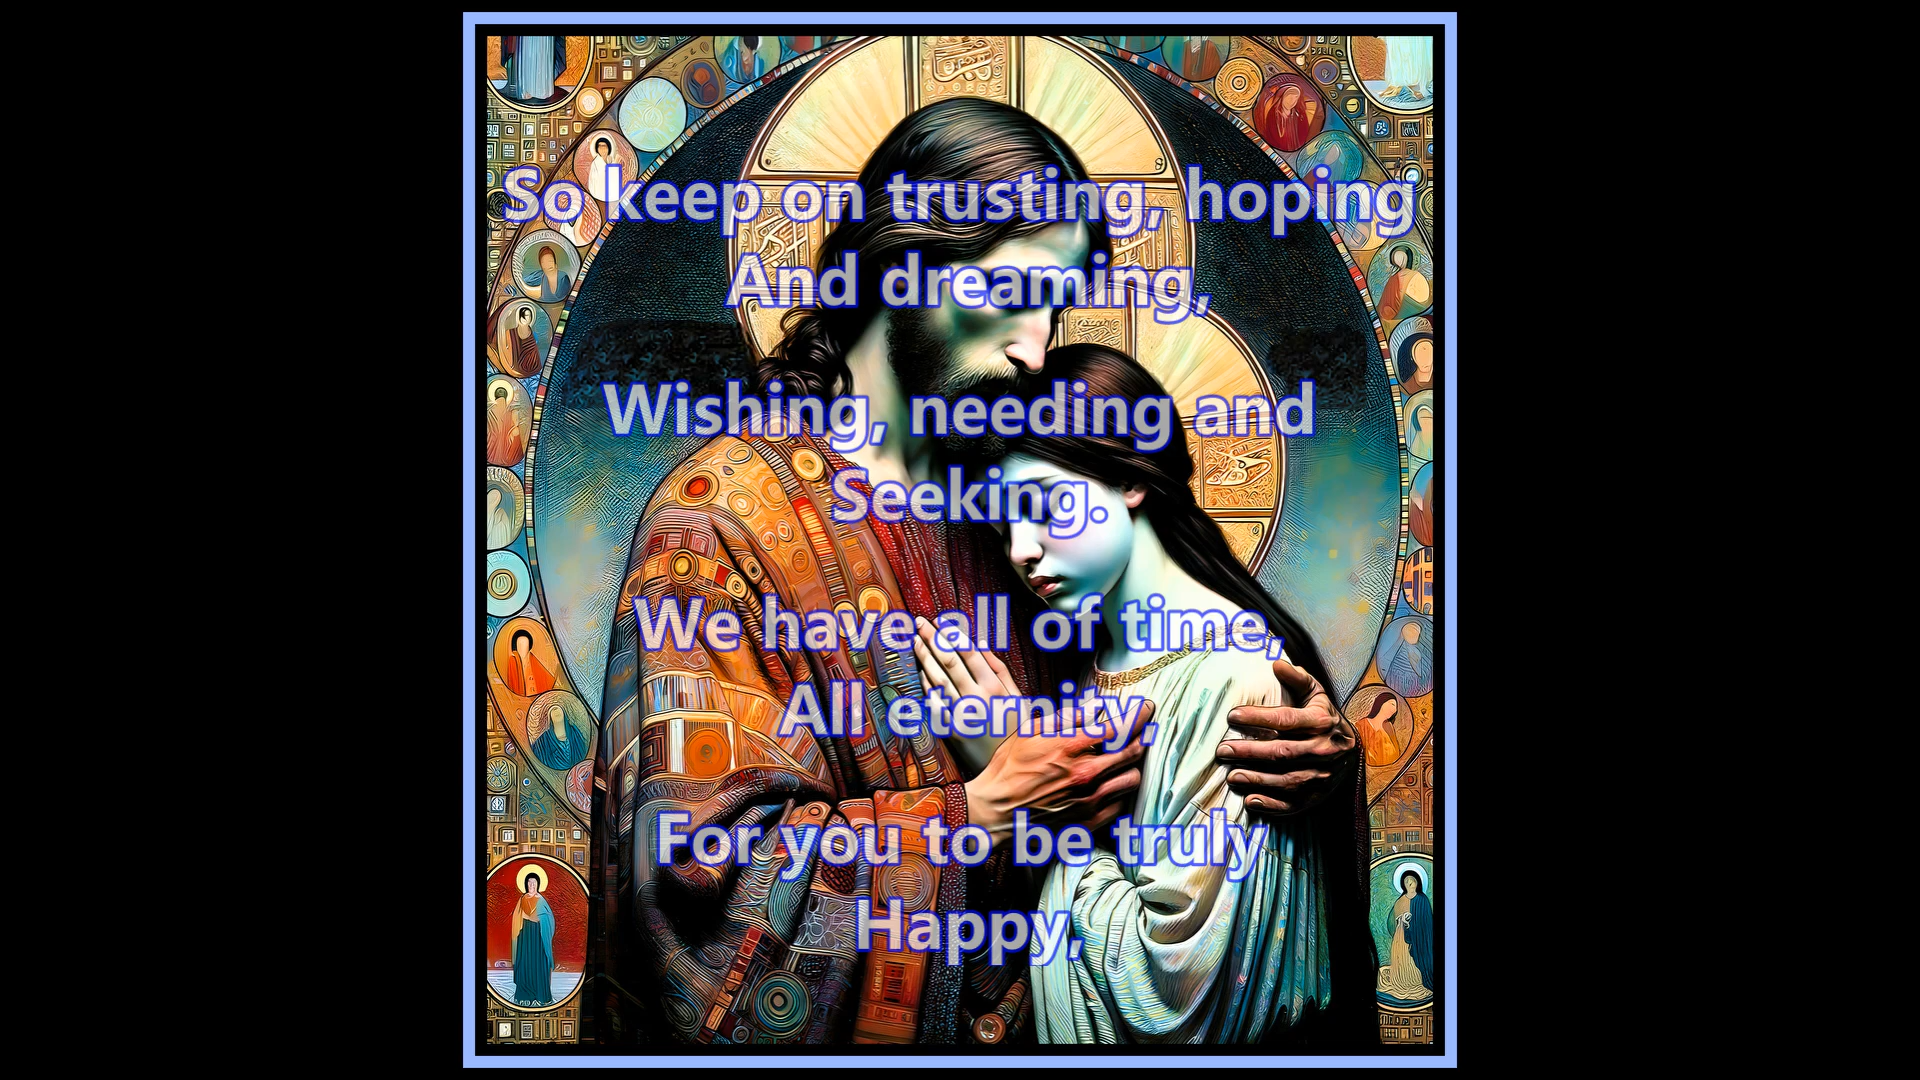 So keep on trusting, hoping
And dreaming,
Wishing, needing and
Seeking.
We have all of time,
All eternity,
For you to be truly
Happy,